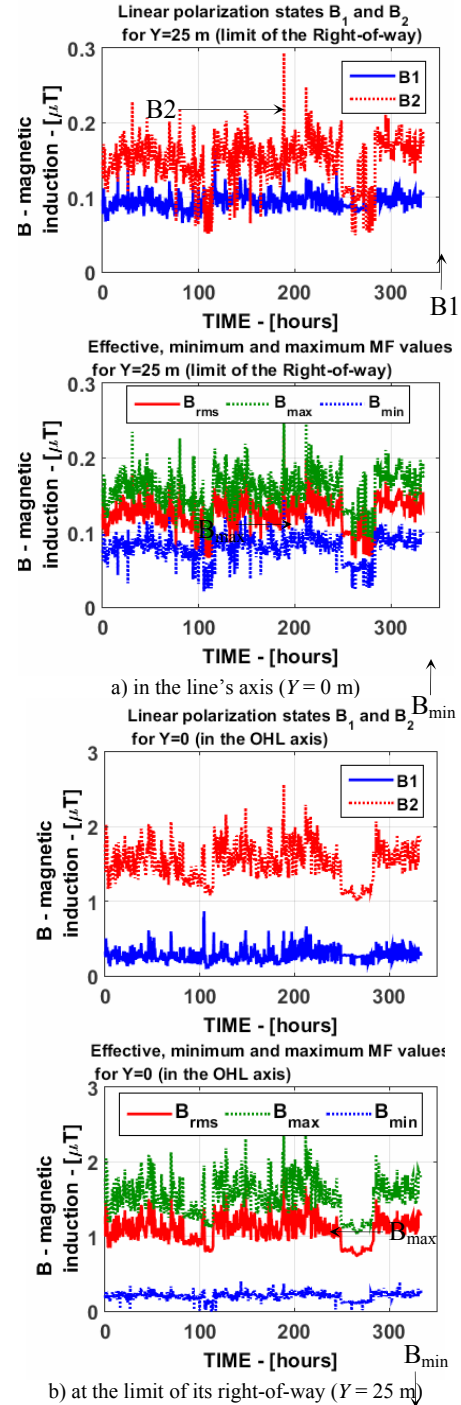 Linear polarization states B1 and B2
for Y=25 m (limit of the Right-of-way)
B - magnetic
induction - [μT]
0.3
0.2
0.1
0
B1
B2
B2
0 100 200 300
TIME - [hours]
B1
Effective, minimum and maximum MF values
for Y=25 m (limit of the Right-of-way)
B - magnetic
induction - [μT]
0.3
0.2
0.1
0
Brms Bmax Bmin
0 100 200 300
TIME - [hours]
a) in the line's axis (Y = 0 m)
Bmin
Linear polarization states B1 and B2
for Y=0 (in the OHL axis)
B - magnetic
induction - [μT]
3
2
1
0
B1
B2
0 100 200 300
TIME - [hours]
Effective, minimum and maximum MF values
for Y=0 (in the OHL axis)
B - magnetic
induction - [μT]
3
2
1
0
Brms Bmax Bmin
Bmax
0 100 200 300
TIME - [hours]
Bmin
b) at the limit of its right-of-way (Y = 25 m)